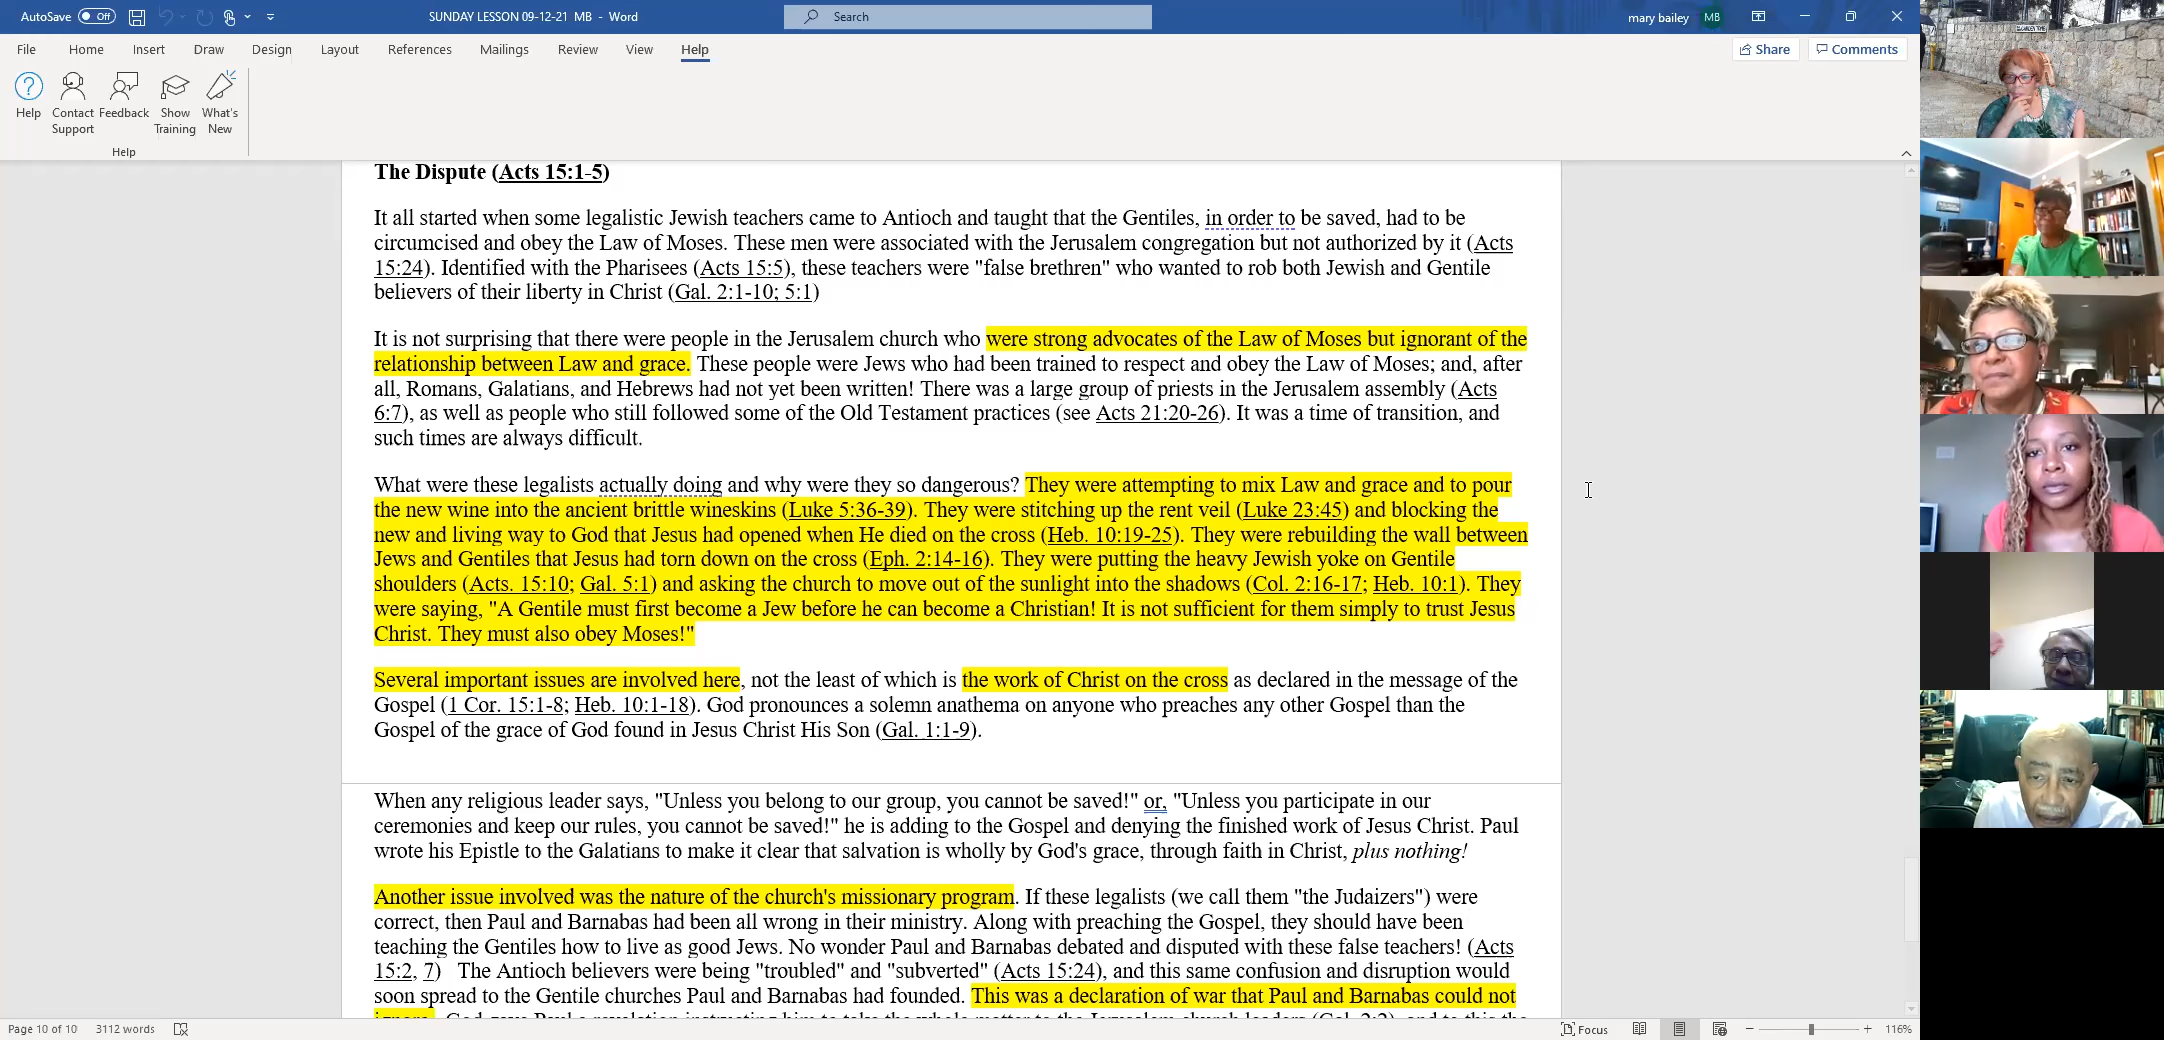 AutoSave Off SUNDAY LESSON 09-12-21 MB - Word Search mary bailey MB
File Home Insert Draw Design Layout References Mailings Review View Help Share Comments
Help Contact Support Feedback Show Training What's New
Help
The Dispute (Acts 15:1-5)
It all started when some legalistic Jewish teachers came to Antioch and taught that the Gentiles, in order to be saved, had to be
circumcised and obey the Law of Moses. These men were associated with the Jerusalem congregation but not authorized by it (Acts
15:24). Identified with the Pharisees (Acts 15:5), these teachers were "false brethren" who wanted to rob both Jewish and Gentile
believers of their liberty in Christ (Gal. 2:1-10; 5:1)
It is not surprising that there were people in the Jerusalem church who were strong advocates of the Law of Moses but ignorant of the
relationship between Law and grace. These people were Jews who had been trained to respect and obey the Law of Moses; and, after
all, Romans, Galatians, and Hebrews had not yet been written! There was a large group of priests in the Jerusalem assembly (Acts
6:7), as well as people who still followed some of the Old Testament practices (see Acts 21:20-26). It was a time of transition, and
such times are always difficult.
What were these legalists actually doing and why were they so dangerous? They were attempting to mix Law and grace and to pour
the new wine into the ancient brittle wineskins (Luke 5:36-39). They were stitching up the rent veil (Luke 23:45) and blocking the
new and living way to God that Jesus had opened when He died on the cross (Heb. 10:19-25). They were rebuilding the wall between
Jews and Gentiles that Jesus had torn down on the cross (Eph. 2:14-16). They were putting the heavy Jewish yoke on Gentile
shoulders (Acts. 15:10; Gal. 5:1) and asking the church to move out of the sunlight into the shadows (Col. 2:16-17; Heb. 10:1). They
were saying, "A Gentile must first become a Jew before he can become a Christian! It is not sufficient for them simply to trust Jesus
Christ. They must also obey Moses!"
Several important issues are involved here, not the least of which is the work of Christ on the cross as declared in the message of the
Gospel (1 Cor. 15:1-8; Heb. 10:1-18). God pronounces a solemn anathema on anyone who preaches any other Gospel than the
Gospel of the grace of God found in Jesus Christ His Son (Gal. 1:1-9).
When any religious leader says, "Unless you belong to our group, you cannot be saved!" or, "Unless you participate in our
ceremonies and keep our rules, you cannot be saved!" he is adding to the Gospel and denying the finished work of Jesus Christ. Paul
wrote his Epistle to the Galatians to make it clear that salvation is wholly by God's grace, through faith in Christ, plus nothing!
Another issue involved was the nature of the church's missionary program. If these legalists (we call them "the Judaizers") were
correct, then Paul and Barnabas had been all wrong in their ministry. Along with preaching the Gospel, they should have been
teaching the Gentiles how to live as good Jews. No wonder Paul and Barnabas debated and disputed with these false teachers! (Acts
15:2, 7) The Antioch believers were being "troubled" and "subverted" (Acts 15:24), and this same confusion and disruption would
soon spread to the Gentile churches Paul and Barnabas had founded. This was a declaration of war that Paul and Barnabas could not
Page 10 of 10 3112 words Focus 116%